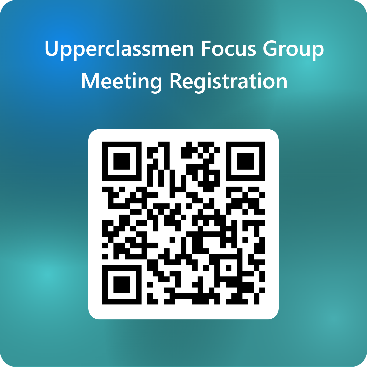 Upperclassmen Focus Group
Meeting Registration